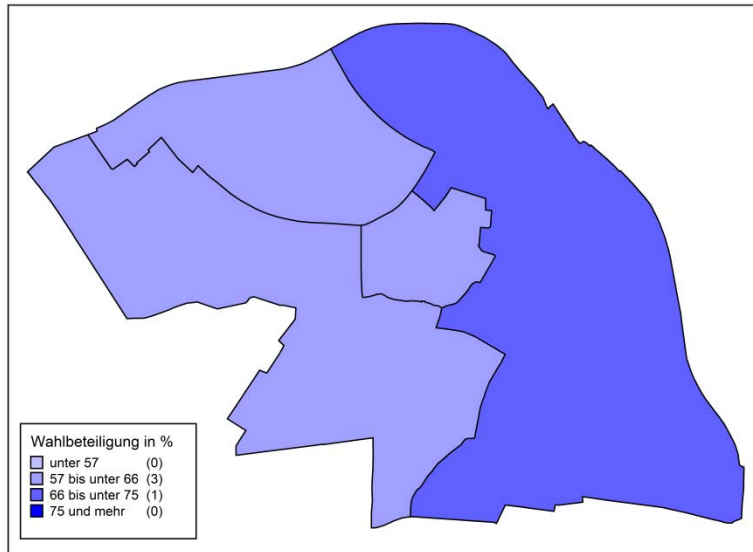 Wahlbeteiligung in %
unter 57 (0)
57 bis unter 66 (3)
66 bis unter 75 (1)
75 und mehr (0)